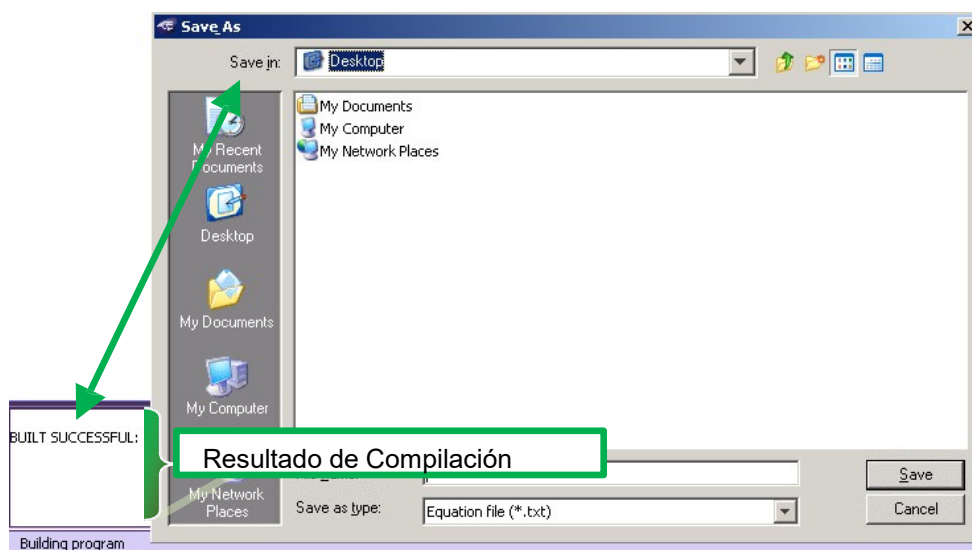 Save As
Save in:
Desktop
My Documents
My Computer
My Network Places
My Recent
Documents
Desktop
My Documents
My Computer
My Network
Places
BUILT SUCCESSFUL:
Resultado de Compilación
Save
Save as type:
Equation file (*.txt)
Cancel
Building program